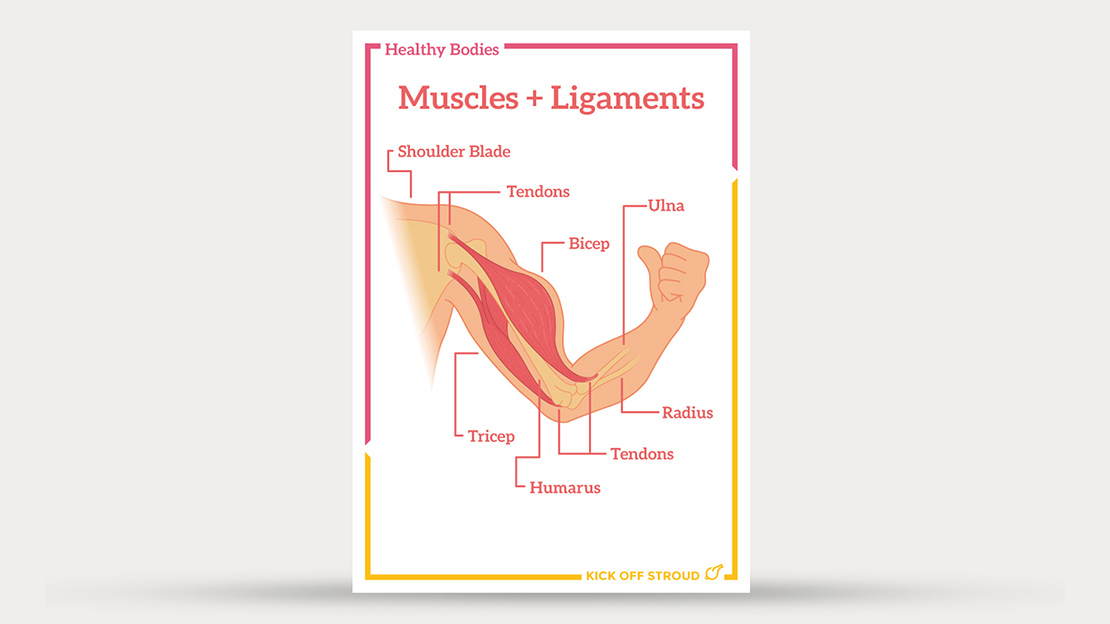 Healthy Bodies
Muscles + Ligaments
Shoulder Blade
Tendons
Ulna
Bicep
Radius
Tricep
Tendons
Humarus
KICK OFF STROUD